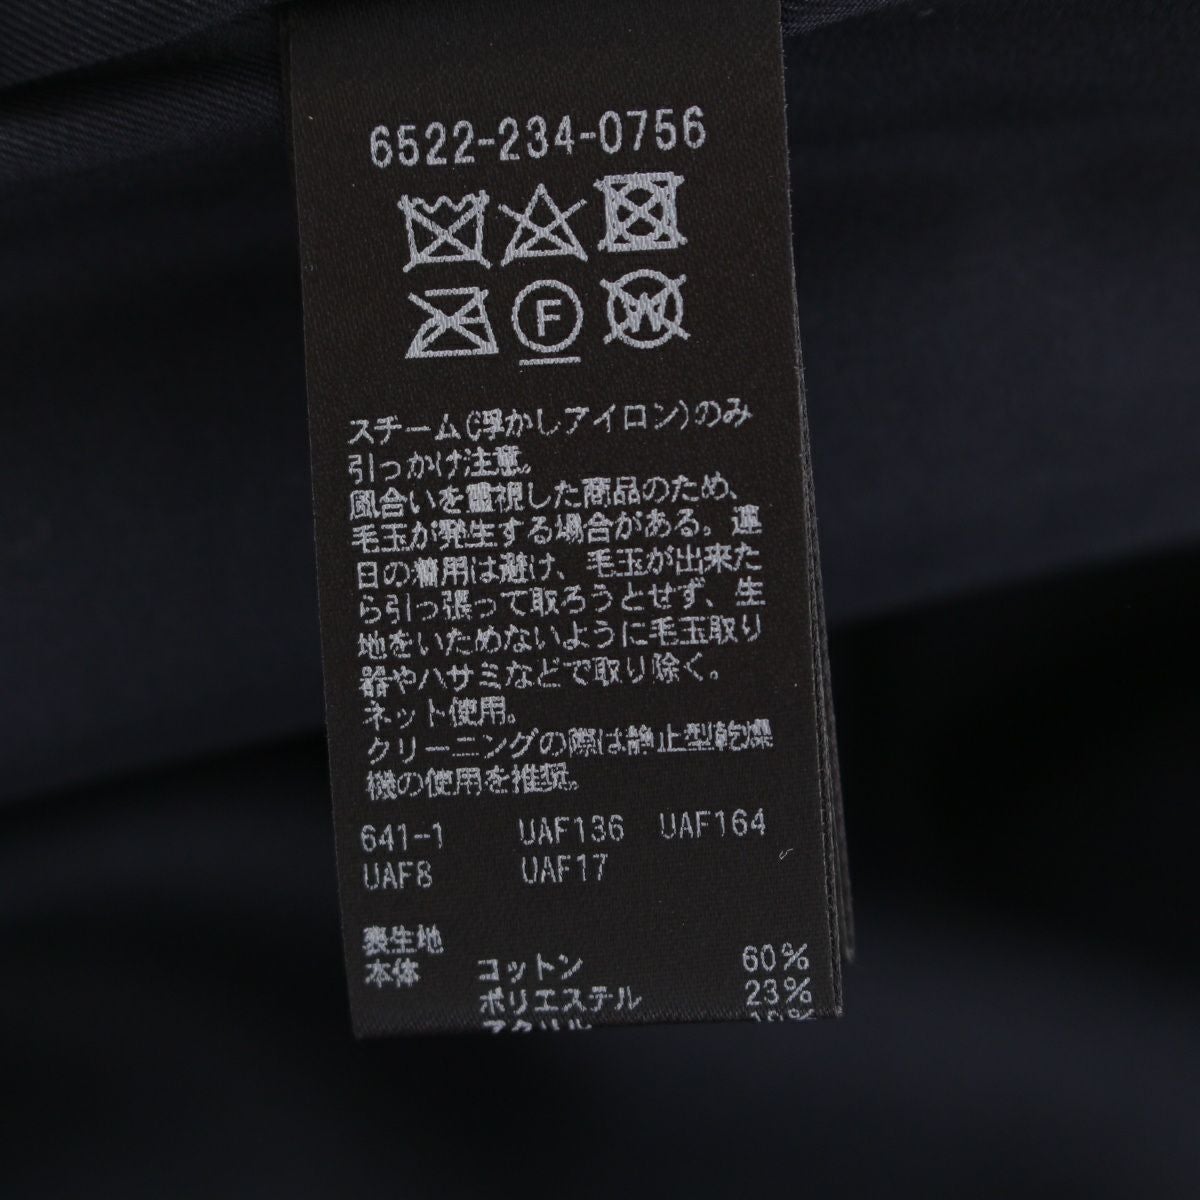 6522-234-0756
F
W
スチーム(浮かしアイロン)のみ
引っかけ注意。
風合いを重視した商品のため、
毛玉が発生する場合がある。連
日の着用は避け、毛玉が出来た
ら引っ張って取ろうとせず、生
地をいためないように毛玉取り
器やハサミなどで取り除く。
ネット使用。
クリーニングの際は静止型乾燥
機の使用を推奨。
641-1 UAF136 UAF164
UAF8 UAF17
表生地
本体 コットン 60%
ポリエステル 23%
アクリル